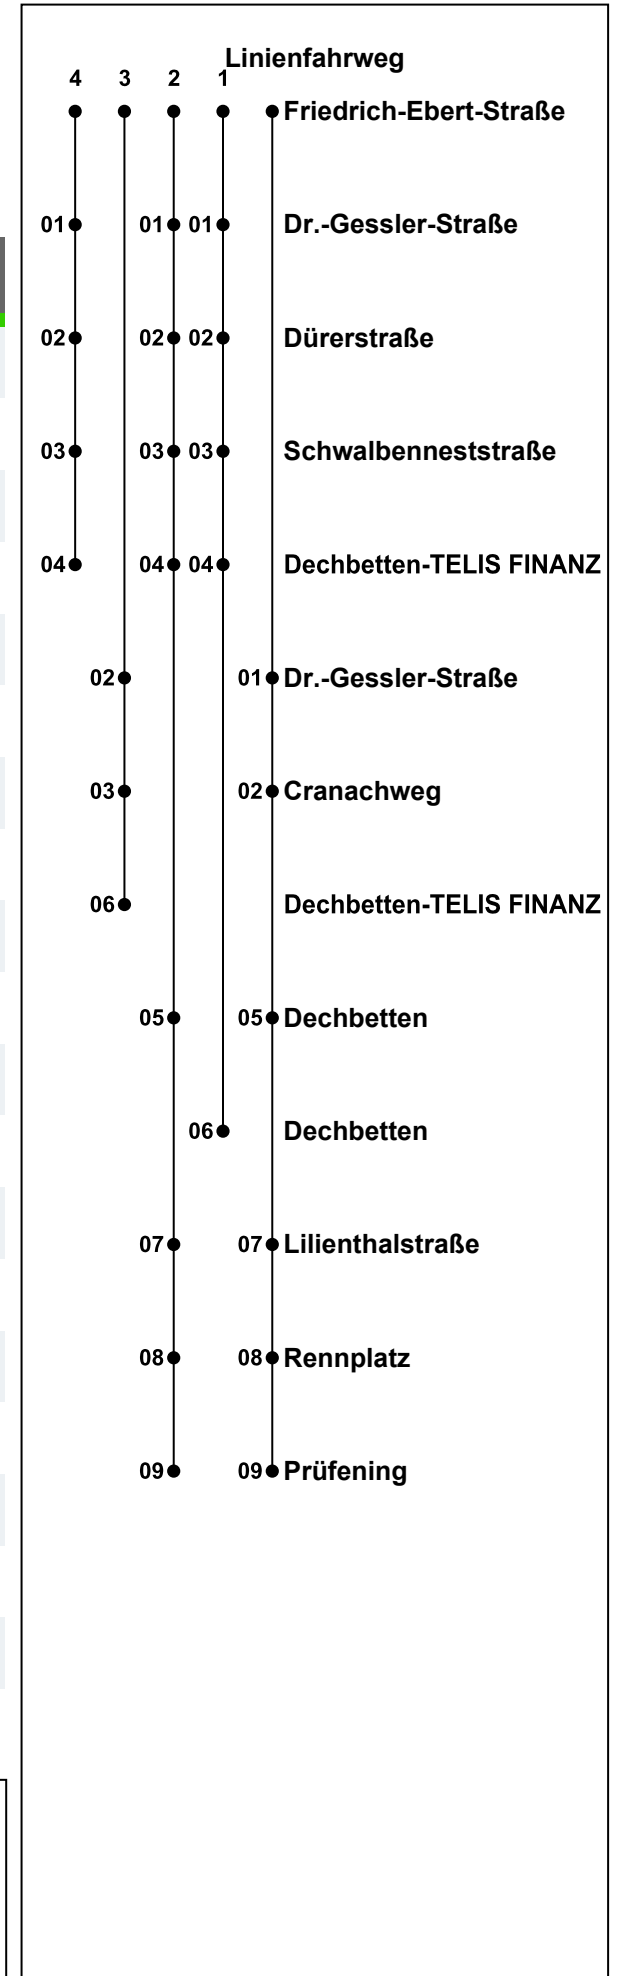 Linienfahrweg
4 3 2 1
Friedrich-Ebert-Straße
01 01 01 Dr.-Gessler-Straße
02 02 02 Dürerstraße
03 03 03 Schwalbenneststraße
04 04 04 Dechbetten-TELIS FINANZ
02 01 Dr.-Gessler-Straße
03 02 Cranachweg
06 Dechbetten-TELIS FINANZ
05 05 Dechbetten
06 Dechbetten
07 07 Lilienthalstraße
08 08 Rennplatz
09 09 Prüfening